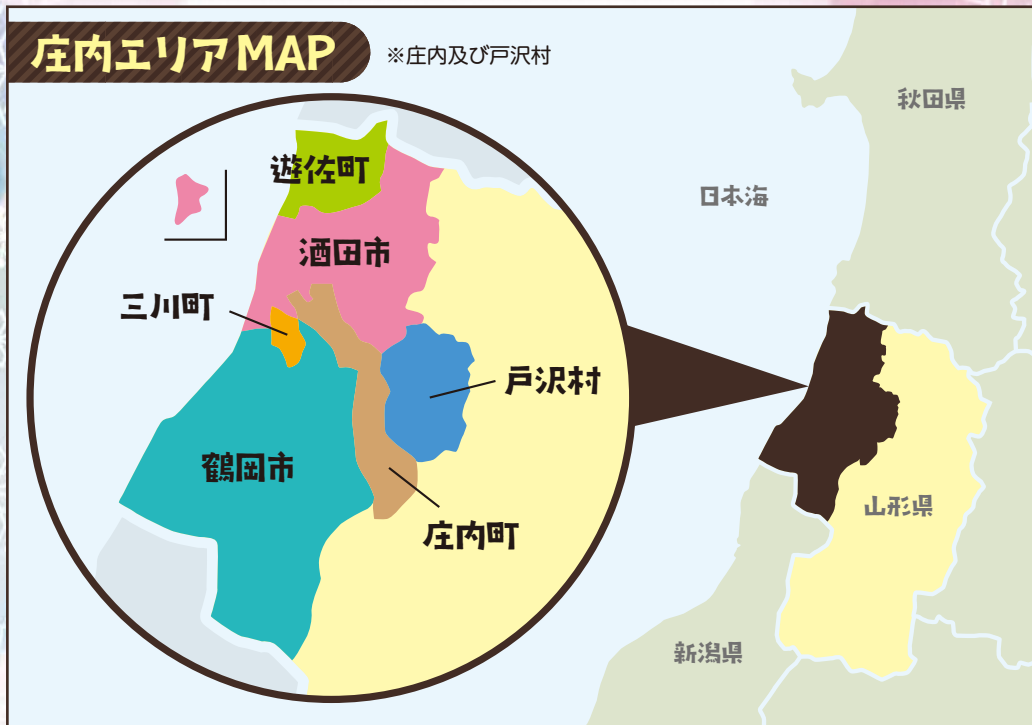 庄内エリアMAP
※庄内及び戸沢村
秋田県
遊佐町
日本海
酒田市
三川町
戸沢村
鶴岡市
山形県
庄内町
新潟県